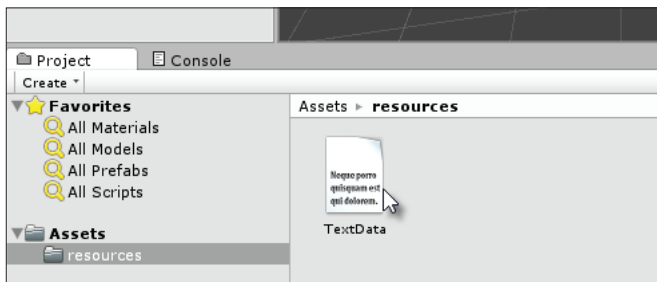 Project
Console
Create
Favorites
All Materials
All Models
All Prefabs
All Scripts
Assets
resources
Assets ▸ resources
Neque porro
quisquam est
qui dolorem.
TextData